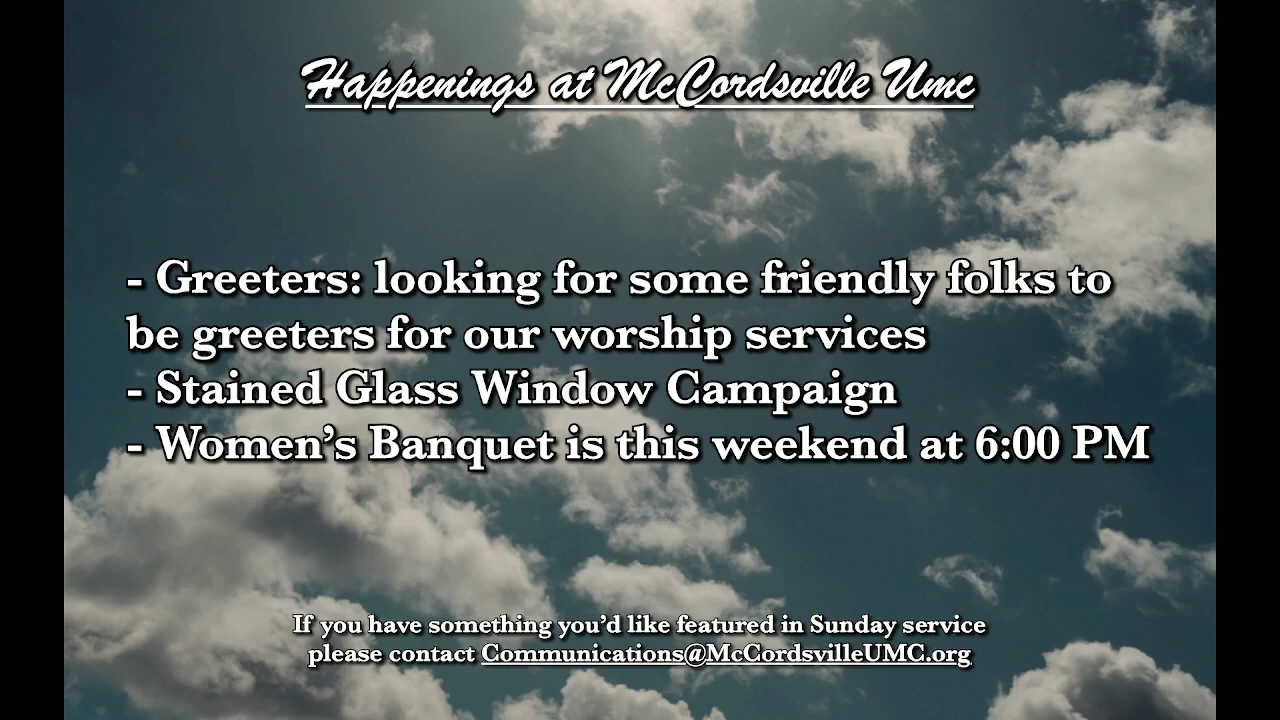 Happenings at McCordsville Umc
- Greeters: looking for some friendly folks to
be greeters for our worship services
- Stained Glass Window Campaign
- Women’s Banquet is this weekend at 6:00 PM
If you have something you’d like featured in Sunday service
please contact Communications@McCordsvilleUMC.org